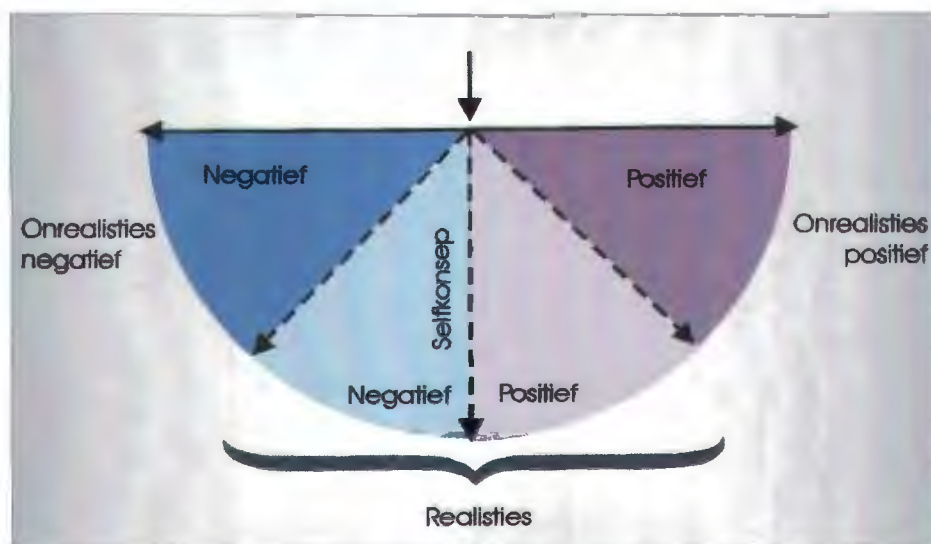 Negatief
Positief
Onrealisties
negatief
Onrealisties
positief
Selfkonsep
Negatief
Positief
Realisties